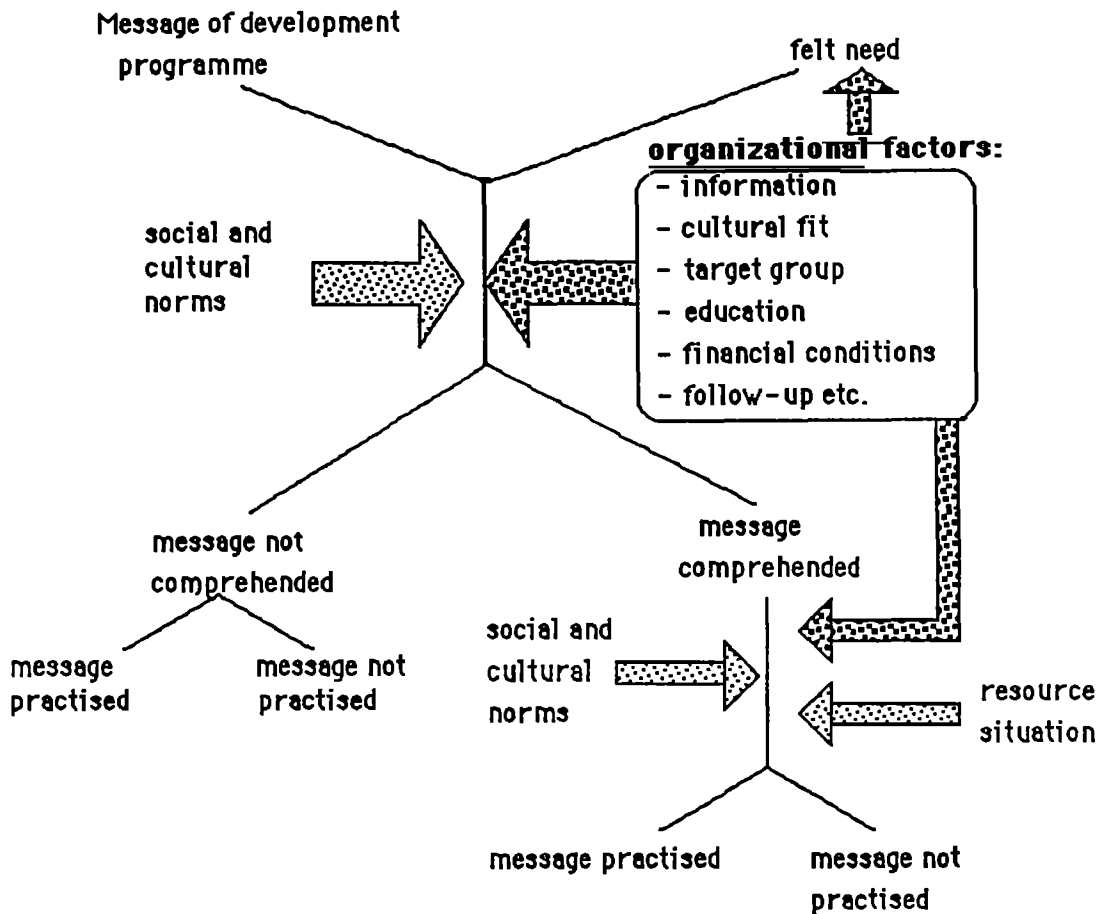 Message of development
programme
felt need
organizational factors:
- information
- cultural fit
- target group
- education
- financial conditions
- follow-up etc.
social and
cultural
norms
message not
comprehended
message
comprehended
message
practised
message not
practised
social and
cultural
norms
resource
situation
message practised
message not
practised